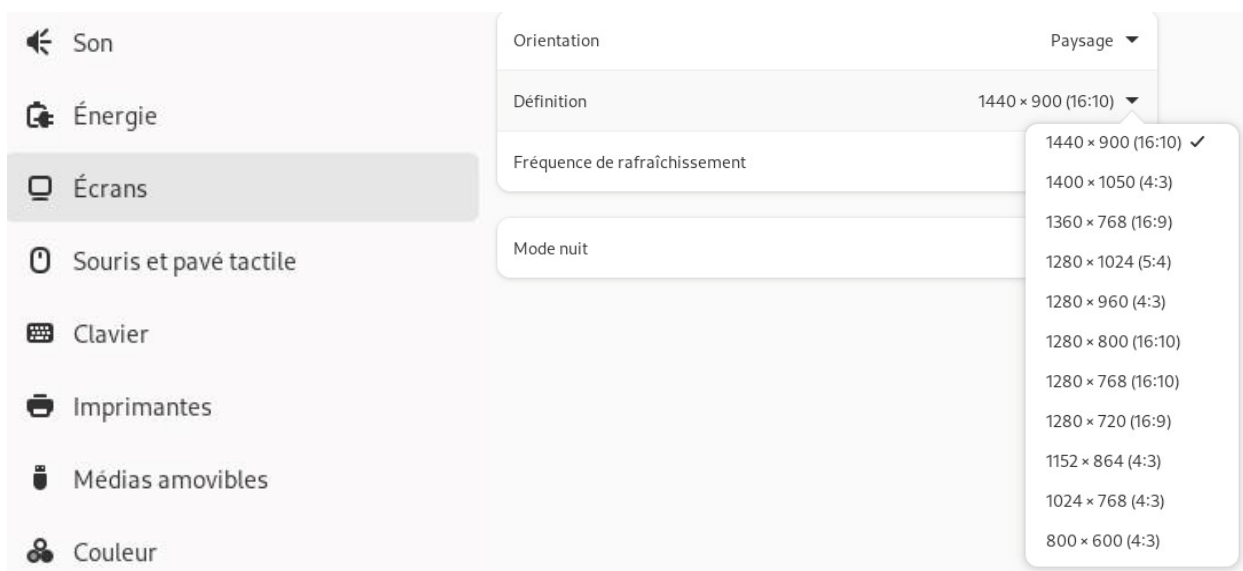 Son
Énergie
Écrans
Souris et pavé tactile
Clavier
Imprimantes
Médias amovibles
Couleur
Orientation
Paysage
Définition
1440 × 900 (16:10)
Fréquence de rafraîchissement
Mode nuit
1440 × 900 (16:10)
1400 × 1050 (4:3)
1360 × 768 (16:9)
1280 × 1024 (5:4)
1280 × 960 (4:3)
1280 × 800 (16:10)
1280 × 768 (16:10)
1280 × 720 (16:9)
1152 × 864 (4:3)
1024 × 768 (4:3)
800 × 600 (4:3)